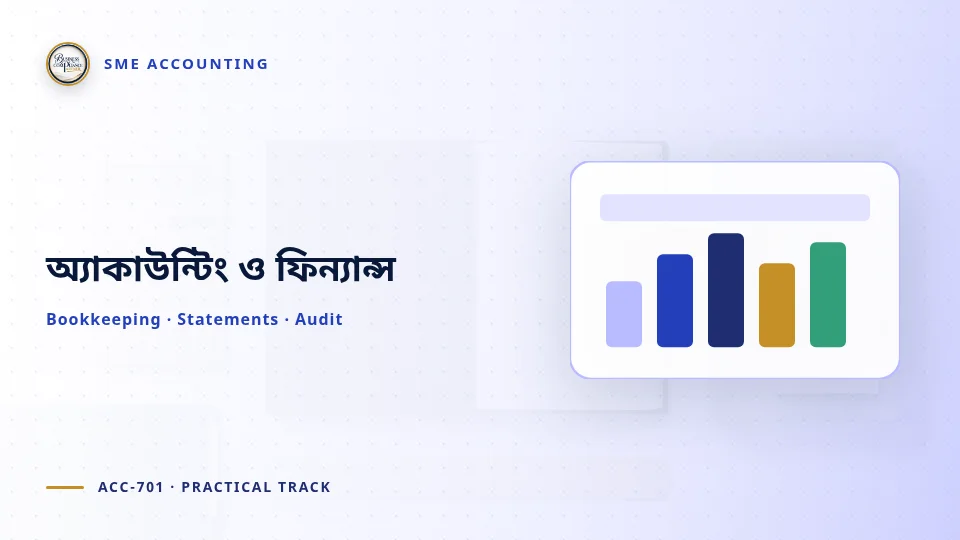 SME ACCOUNTING
অ্যাকাউন্টিং ও ফিন্যান্স
Bookkeeping · Statements · Audit
ACC-701 · PRACTICAL TRACK